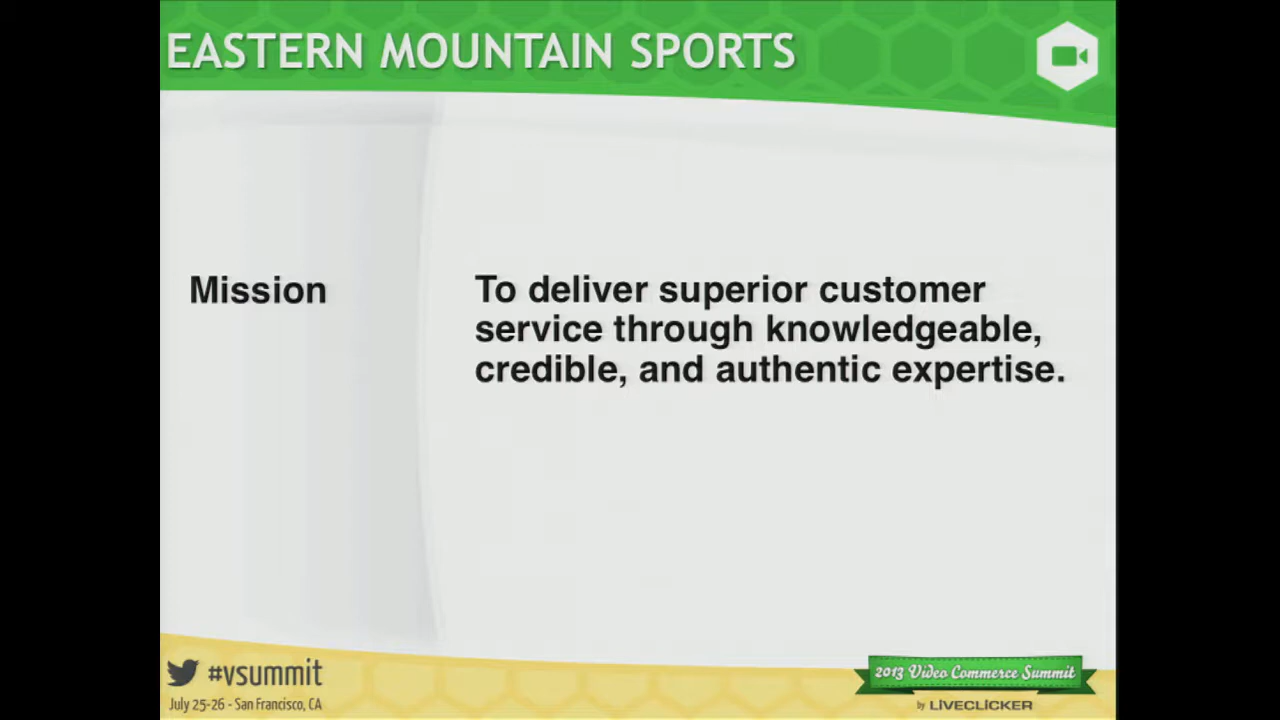 EASTERN MOUNTAIN SPORTS
Mission
To deliver superior customer
service through knowledgeable,
credible, and authentic expertise.
#vsummit
July 25-26 - San Francisco, CA
2013 Video Commerce Summit
by LIVECLICKER